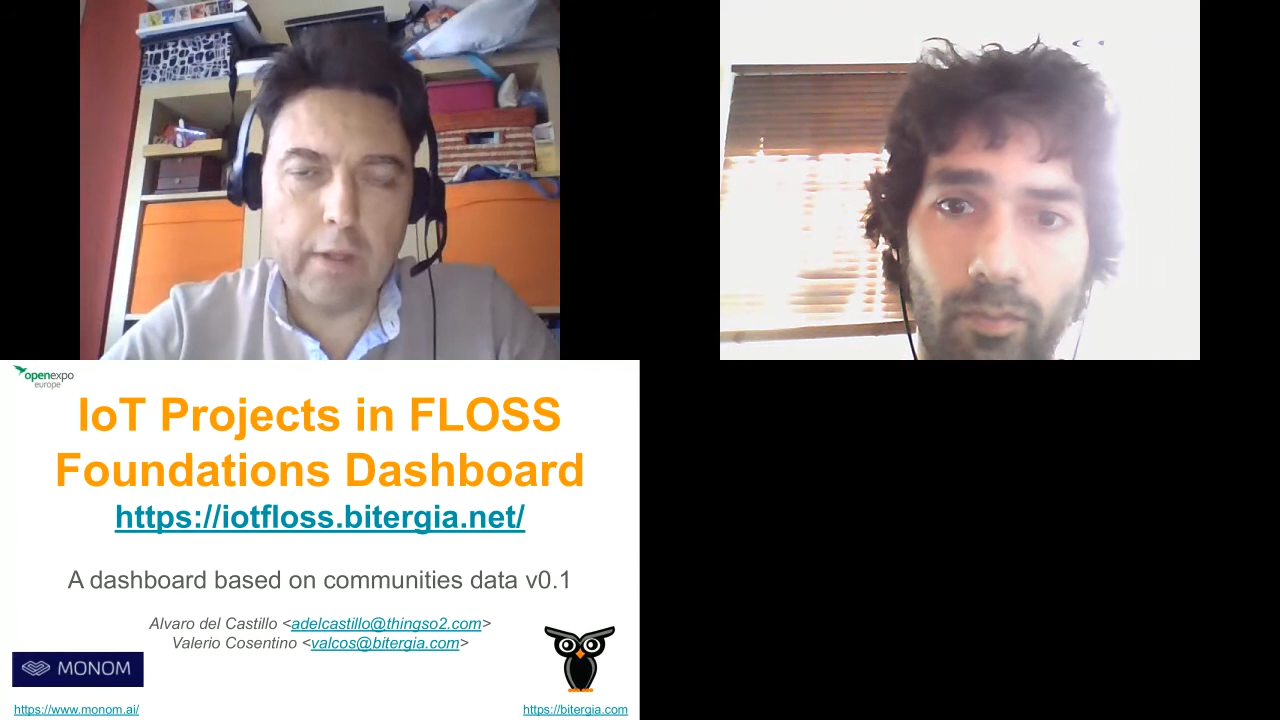 openexpo
europe
IoT Projects in FLOSS
Foundations Dashboard
https://iotfloss.bitergia.net/
A dashboard based on communities data v0.1
Alvaro del Castillo <adelcastillo@thingso2.com>
Valerio Cosentino <valcos@bitergia.com>
MONOM
https://www.monom.ai/
https://bitergia.com